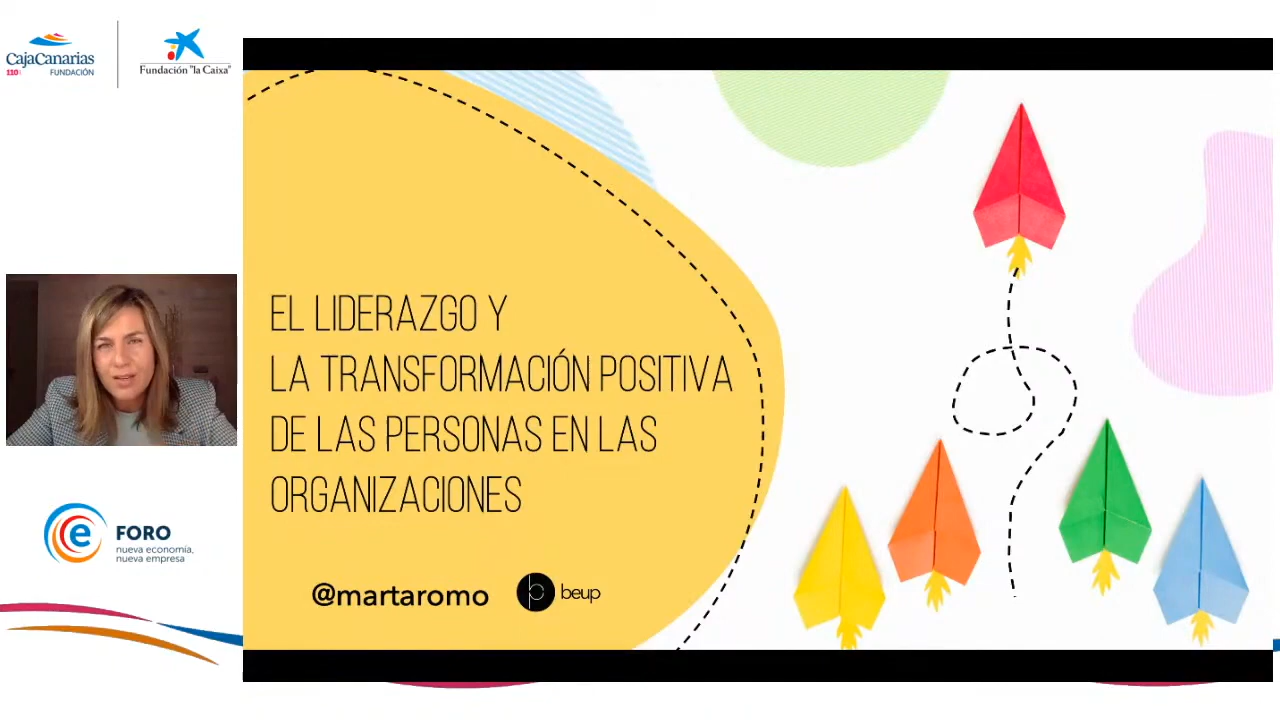 CajaCanarias
110
FUNDACIÓN
Fundación "la Caixa"
EL LIDERAZGO Y
LA TRANSFORMACIÓN POSITIVA
DE LAS PERSONAS EN LAS
ORGANIZACIONES
@martaromo
beup
e
FORO
nueva economía,
nueva empresa